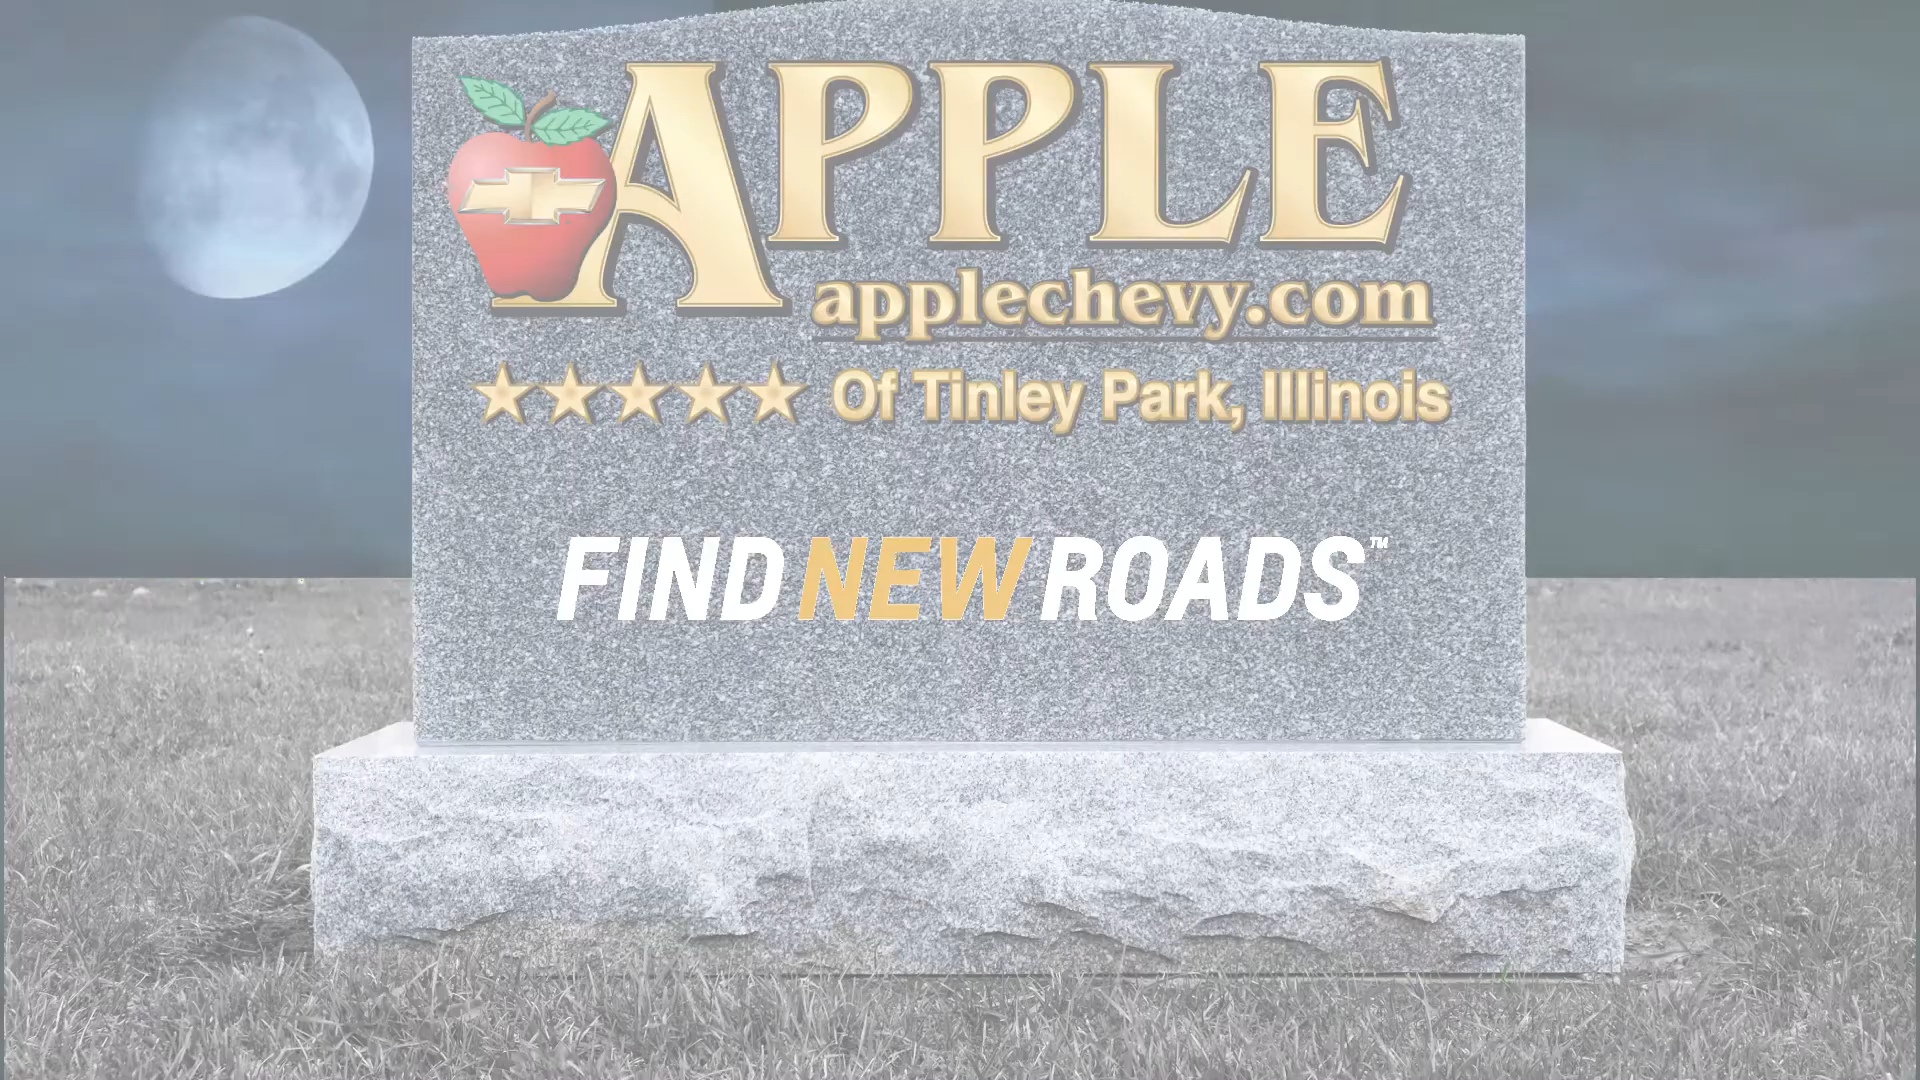 APPLE
applechevy.com
★★★★★ Of Tinley Park, Illinois
FIND NEW ROADS™